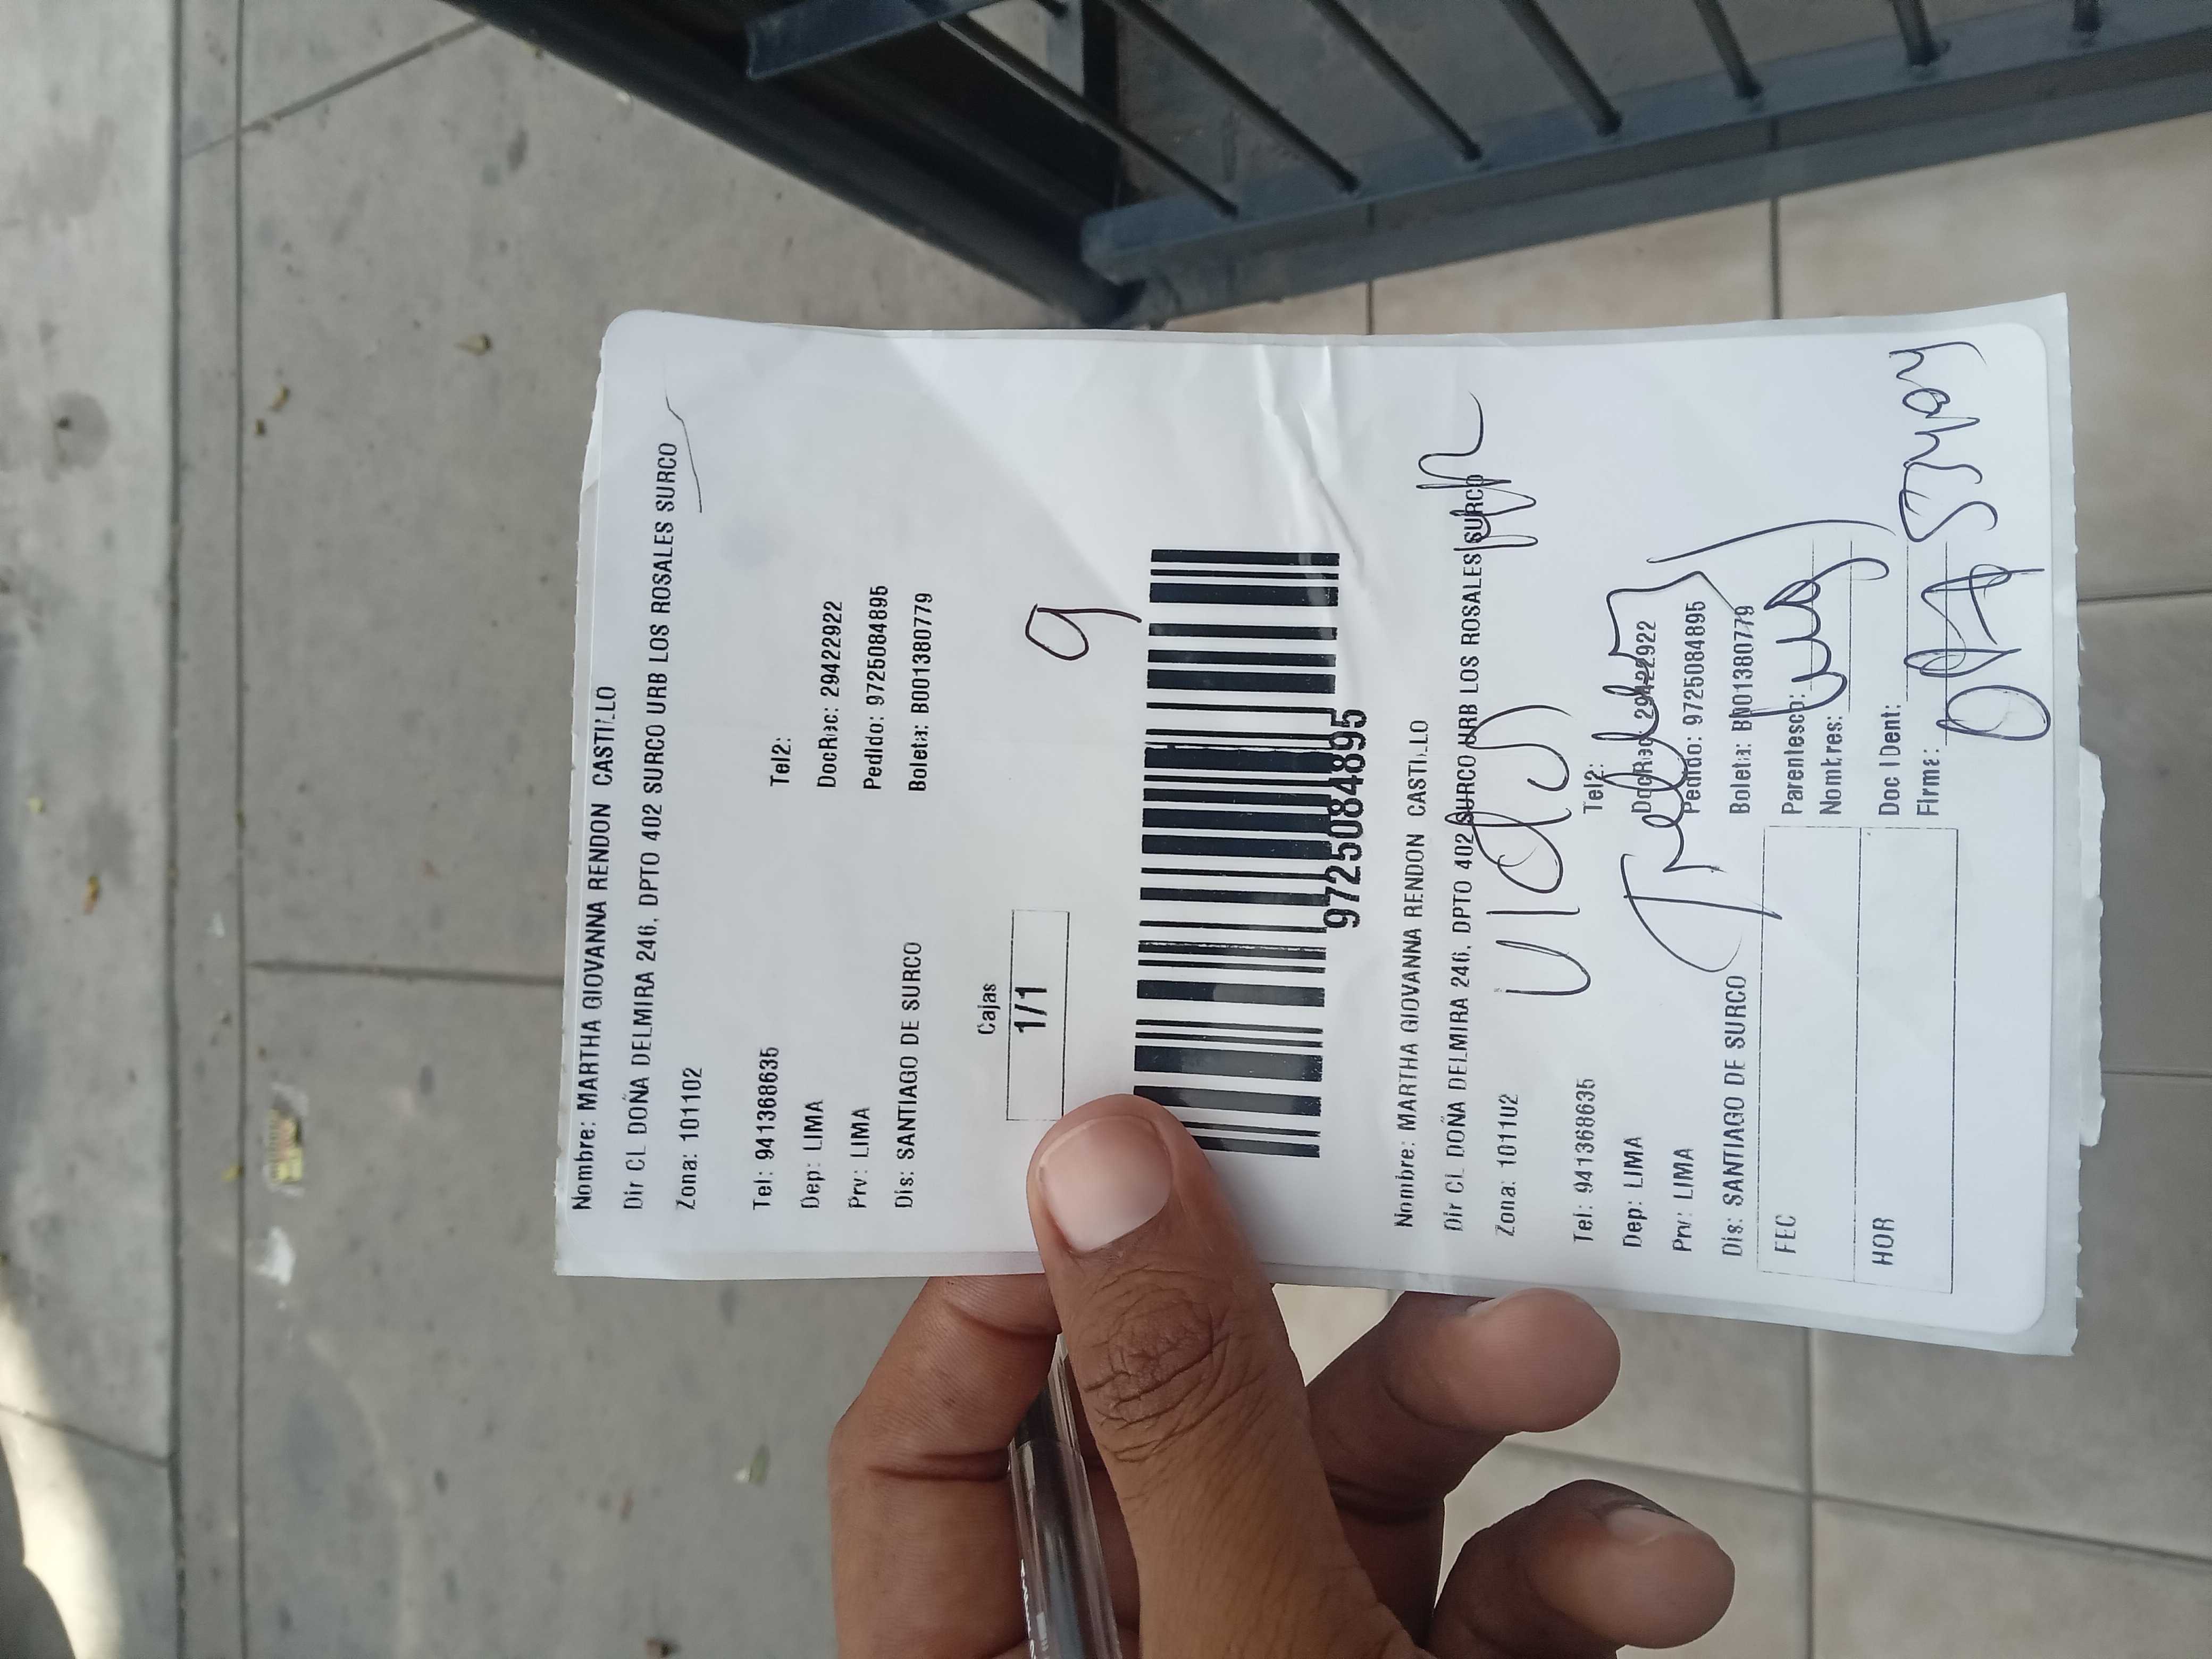 Nombre: MARTHA GIOVANNA RENDON CASTILLO
Dir CL DOÑA DELMIRA 246, DPTO 402 SURCO URB LOS ROSALES SURCO
Zona: 101102
Tel: 941368635 Tel2:
Dep: LIMA DocRec: 29422922
Prv: LIMA Pedido: 9725084895
Dis: SANTIAGO DE SURCO Boleta: B001380779
Cajas
1/1
9
9725084895
Nombre: MARTHA GIOVANNA RENDON CASTILLO
Dir CL DOÑA DELMIRA 246, DPTO 402 SURCO URB LOS ROSALES SURCO
Zona: 101102
Tel: 941368635 Tel2:
Dep: LIMA DocRec: 29422922
Prv: LIMA Pedido: 9725084895
Dis: SANTIAGO DE SURCO Boleta: B001380779
FEC Parentesco:
Nombres:
HOR Doc IDent:
Firma: